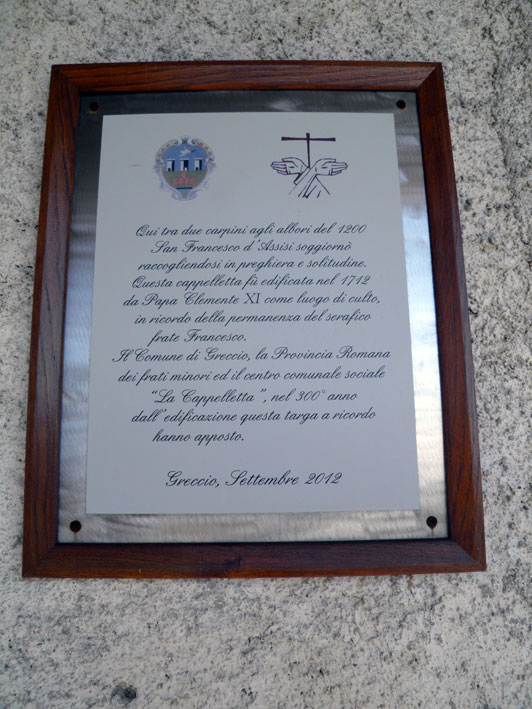 Qui tra due carpini agli albori del 1200
San Francesco d'Assisi soggiornò
raccogliendosi in preghiera e solitudine.
Questa cappelletta fù edificata nel 1712
da Papa Clemente XI come luogo di culto,
in ricordo della permanenza del serafico
frate Francesco.
Il Comune di Greccio, la Provincia Romana
dei frati minori ed il centro comunale sociale
"La Cappelletta", nel 300° anno
dall'edificazione questa targa a ricordo
hanno apposto.
Greccio, Settembre 2012